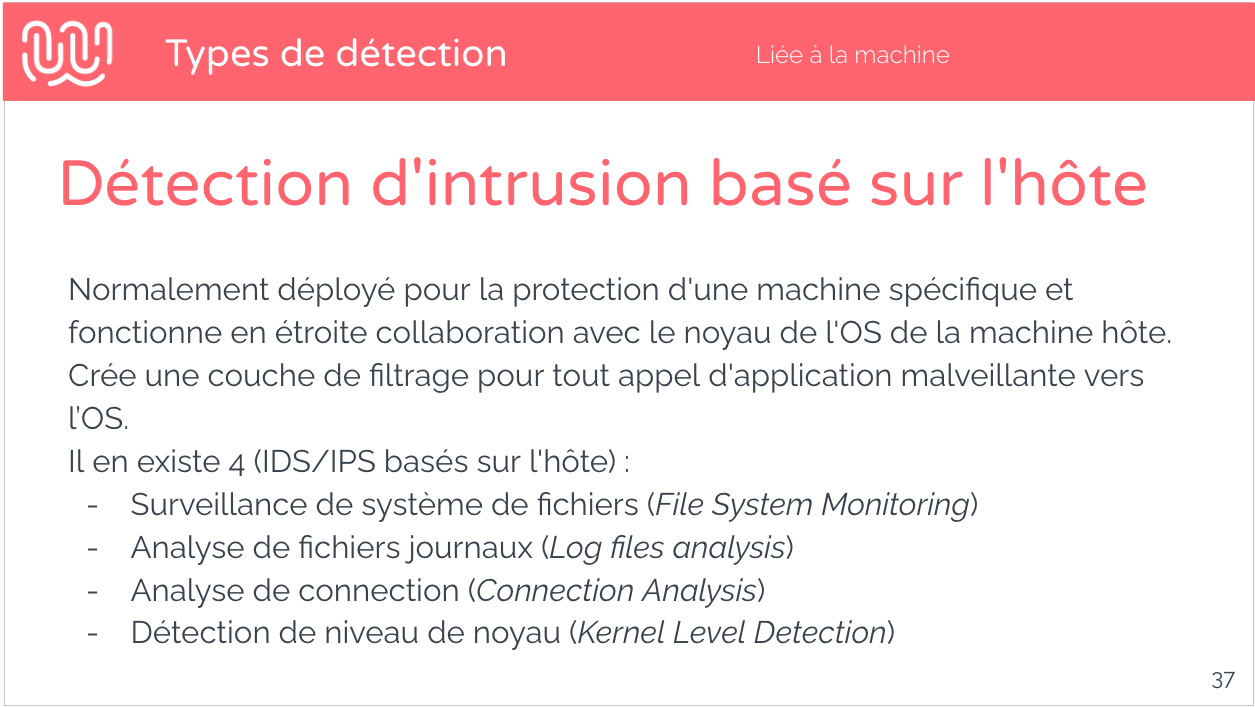 Types de détection
Liée à la machine
Détection d'intrusion basé sur l'hôte
Normalement déployé pour la protection d'une machine spécifique et
fonctionne en étroite collaboration avec le noyau de l'OS de la machine hôte.
Crée une couche de filtrage pour tout appel d'application malveillante vers
l’OS.
Il en existe 4 (IDS/IPS basés sur l'hôte) :
- Surveillance de système de fichiers (File System Monitoring)
- Analyse de fichiers journaux (Log files analysis)
- Analyse de connection (Connection Analysis)
- Détection de niveau de noyau (Kernel Level Detection)
37